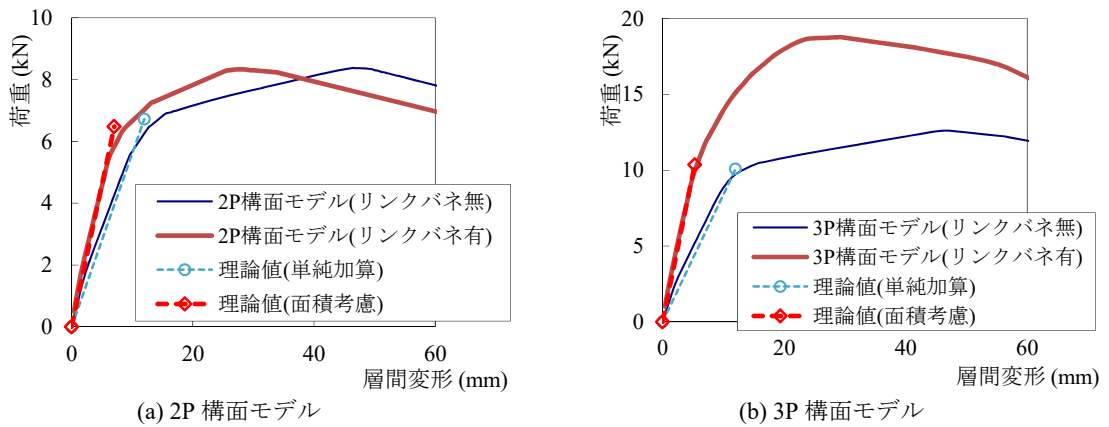 10
8
6
4
2
0
荷重 (kN)
2P構面モデル(リンクバネ無)
2P構面モデル(リンクバネ有)
理論値(単純加算)
理論値(面積考慮)
0
20
40
60
層間変形 (mm)
(a) 2P 構面モデル
20
15
10
5
0
荷重 (kN)
3P構面モデル(リンクバネ無)
3P構面モデル(リンクバネ有)
理論値(単純加算)
理論値(面積考慮)
0
20
40
60
層間変形 (mm)
(b) 3P 構面モデル